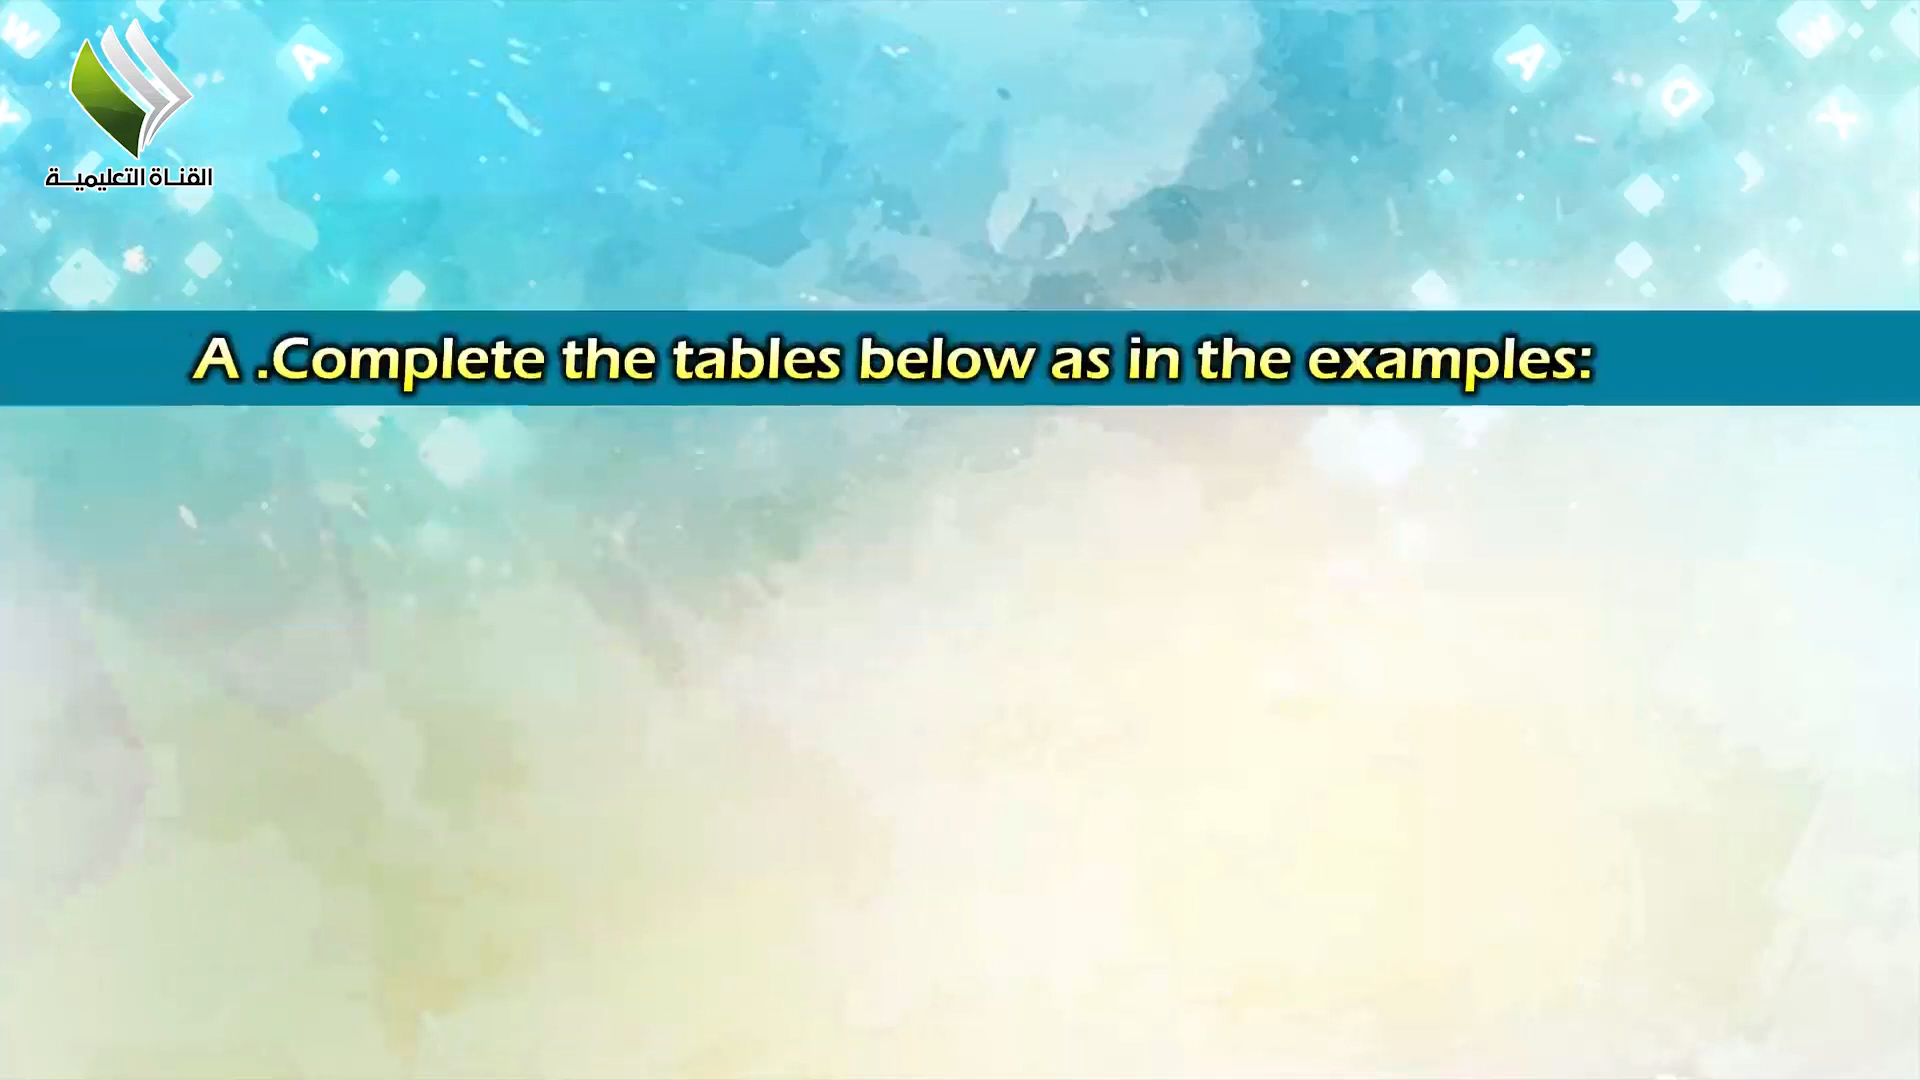 القناة التعليمية
A .Complete the tables below as in the examples:
W
A
A
O
X